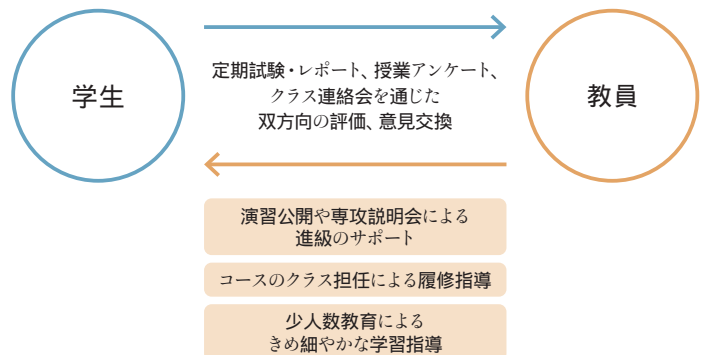 学生
定期試験・レポート、授業アンケート、
クラス連絡会を通じた
双方向の評価、意見交換
教員
演習公開や専攻説明会による
進級のサポート
コースのクラス担任による履修指導
少人数教育による
きめ細やかな学習指導